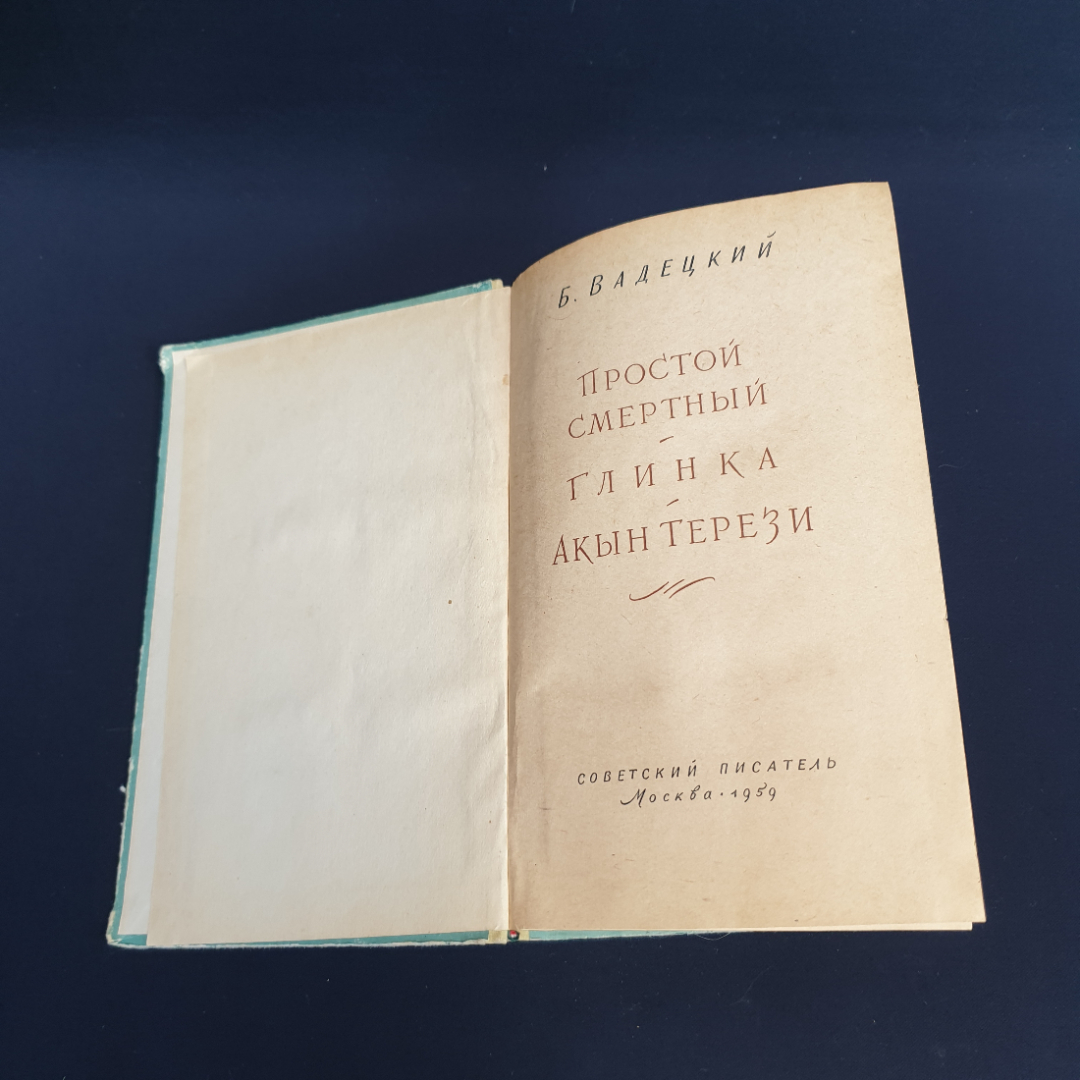 Б. ВАДЕЦКИЙ
ПРОСТОЙ
СМЕРТНЫЙ
ГЛИНКА
АКЫН ТЕРЕЗИ
СОВЕТСКИЙ ПИСАТЕЛЬ
Москва · 1959